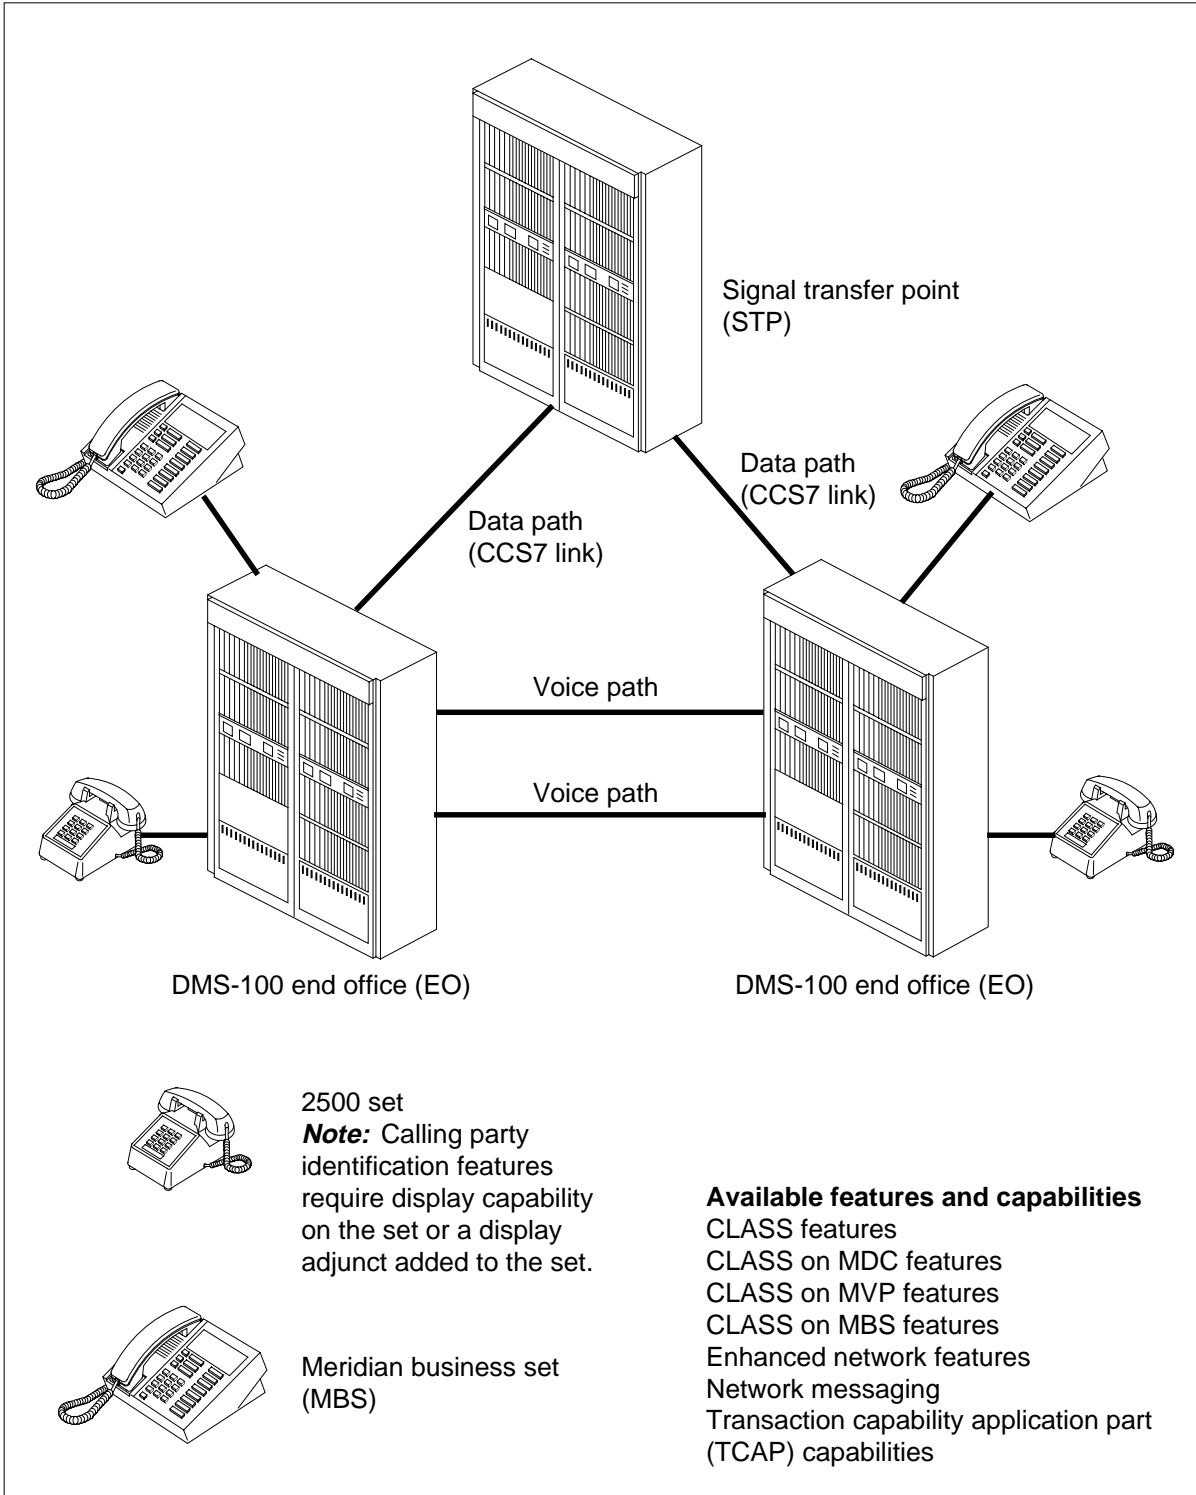 Signal transfer point
(STP)
Data path
(CCS7 link)
Data path
(CCS7 link)
Voice path
Voice path
DMS-100 end office (EO)
DMS-100 end office (EO)
2500 set
Note: Calling party
identification features
require display capability
on the set or a display
adjunct added to the set.
Meridian business set
(MBS)
Available features and capabilities
CLASS features
CLASS on MDC features
CLASS on MVP features
CLASS on MBS features
Enhanced network features
Network messaging
Transaction capability application part
(TCAP) capabilities